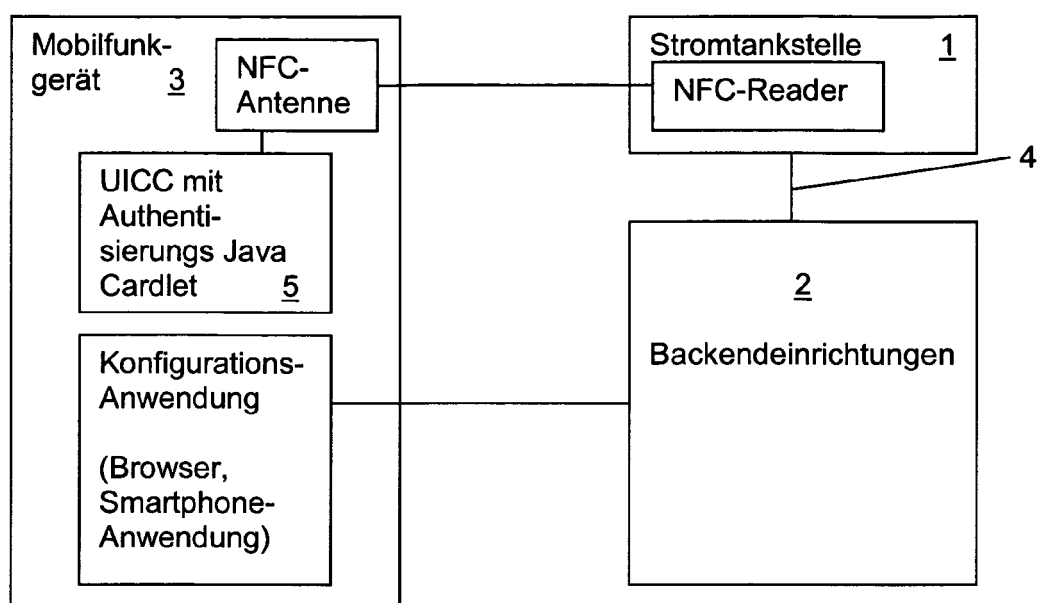 Mobilfunk-
gerät 3
NFC-
Antenne
UICC mit
Authenti-
sierungs Java
Cardlet 5
Konfigurations-
Anwendung
(Browser,
Smartphone-
Anwendung)
Stromtankstelle 1
NFC-Reader
4
2
Backendeinrichtungen